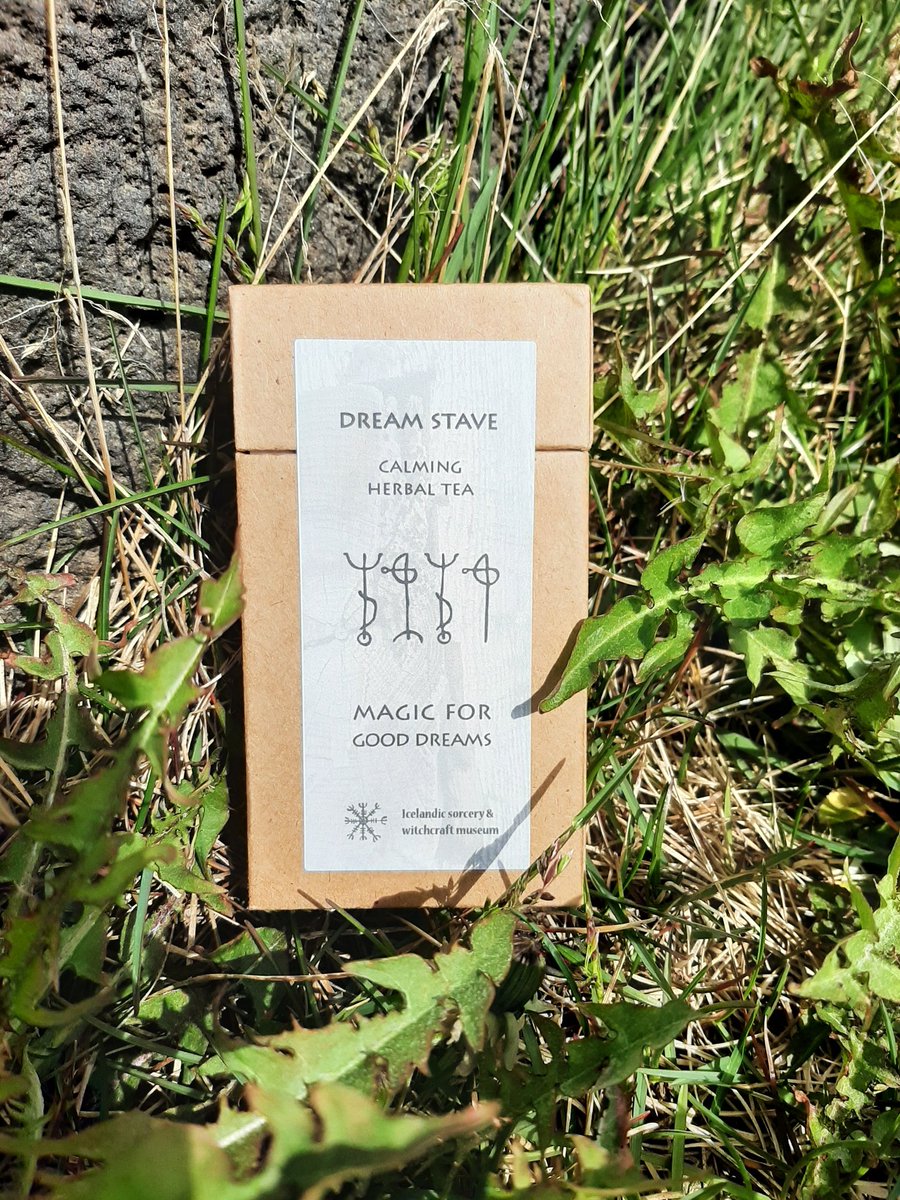 DREAM STAVE
CALMING
HERBAL TEA
MAGIC FOR
GOOD DREAMS
Icelandic sorcery &
witchcraft museum